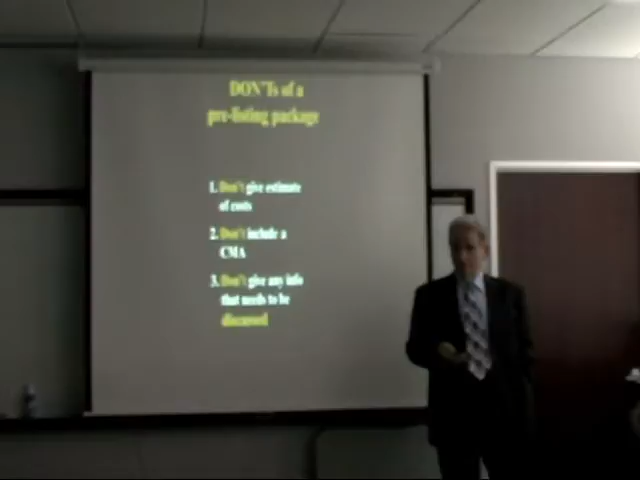 DON'Ts of a
pre-listing package
1. Don't give estimate
of costs
2. Don't include a
CMA
3. Don't give any info
that needs to be
discussed